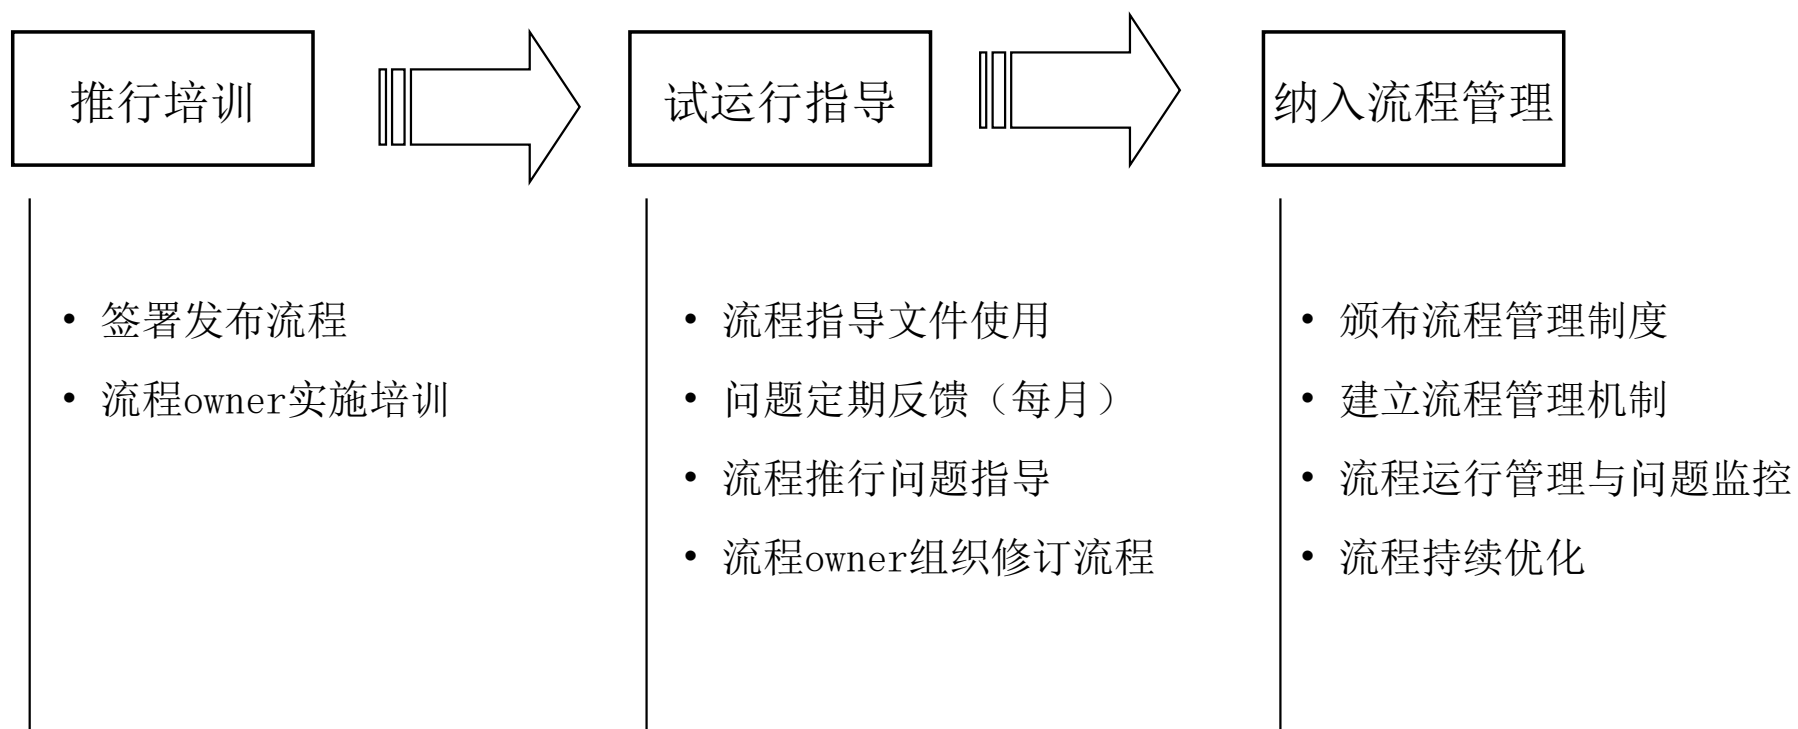 推行培训
试运行指导
纳入流程管理
• 签署发布流程
• 流程owner实施培训
• 流程指导文件使用
• 问题定期反馈（每月）
• 流程推行问题指导
• 流程owner组织修订流程
• 颁布流程管理制度
• 建立流程管理机制
• 流程运行管理与问题监控
• 流程持续优化